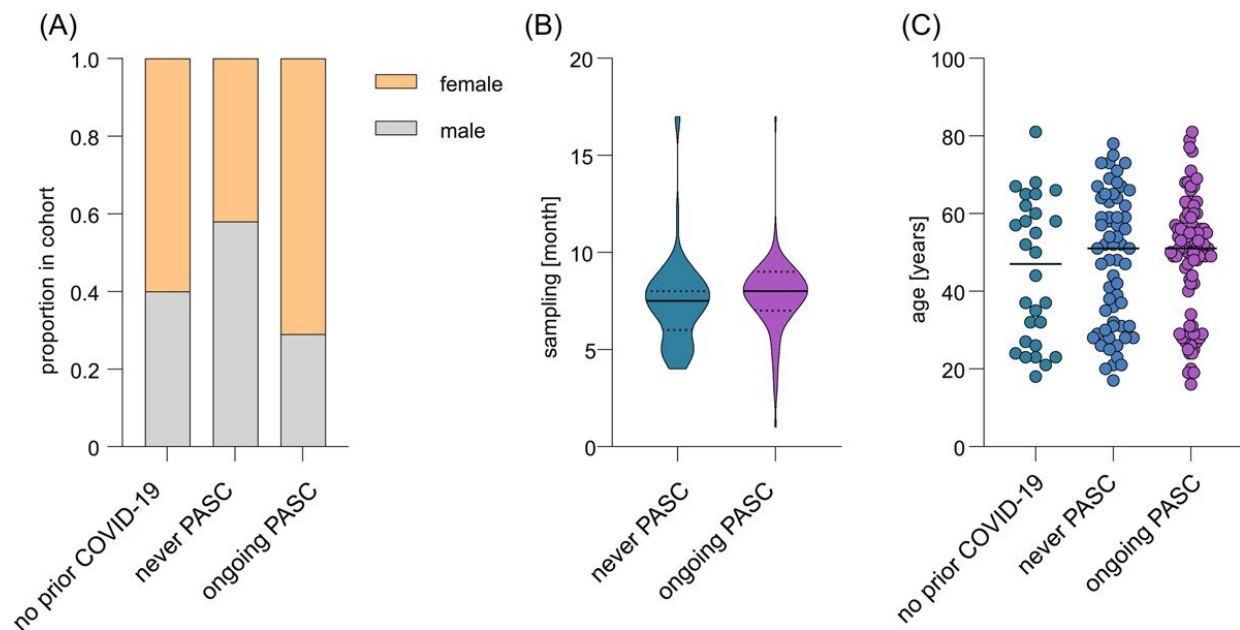 (A)
proportion in cohort
1.0
0.8
0.6
0.4
0.2
0
no prior COVID-19
never PASC
ongoing PASC
female
male
(B)
sampling [month]
20
15
10
5
0
never PASC
ongoing PASC
(C)
age [years]
100
80
60
40
20
0
no prior COVID-19
never PASC
ongoing PASC